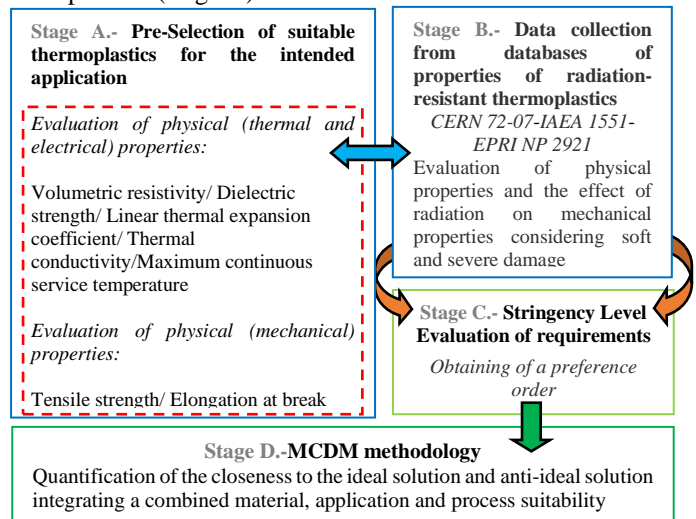 Stage A.- Pre-Selection of suitable
thermoplastics for the intended
application
Evaluation of physical (thermal and
electrical) properties:
Volumetric resistivity/ Dielectric
strength/ Linear thermal expansion
coefficient/ Thermal
conductivity/Maximum continuous
service temperature
Evaluation of physical (mechanical)
properties:
Tensile strength/ Elongation at break
Stage B.- Data collection
from databases of
properties of radiation-
resistant thermoplastics
CERN 72-07-IAEA 1551-
EPRI NP 2921
Evaluation of physical
properties and the effect of
radiation on mechanical
properties considering soft
and severe damage
Stage C.- Stringency Level
Evaluation of requirements
Obtaining of a preference
order
Stage D.-MCDM methodology
Quantification of the closeness to the ideal solution and anti-ideal solution
integrating a combined material, application and process suitability